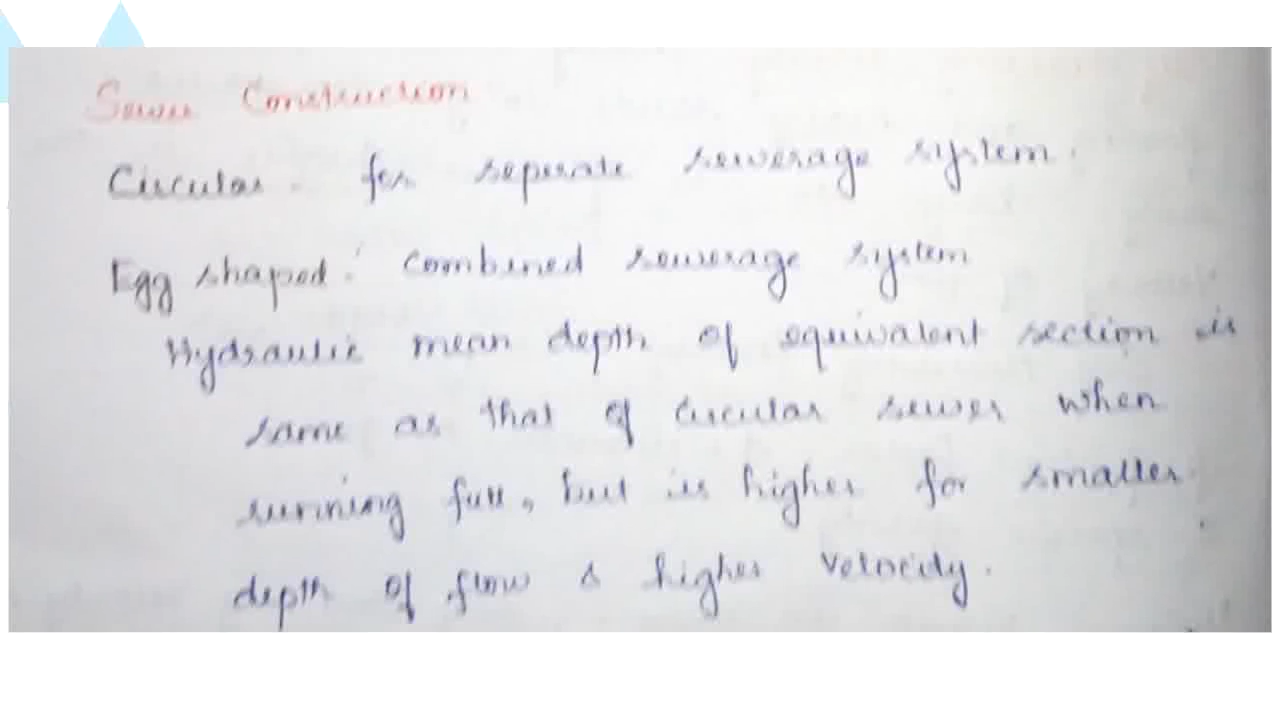 Sewer Construction
Circular - for seperate sewerage system.
Egg shaped: combined sewerage system
Hydraulic mean depth of equivalent section is
same as that of circular sewer when
running full, but is higher for smaller
depth of flow & higher velocity.